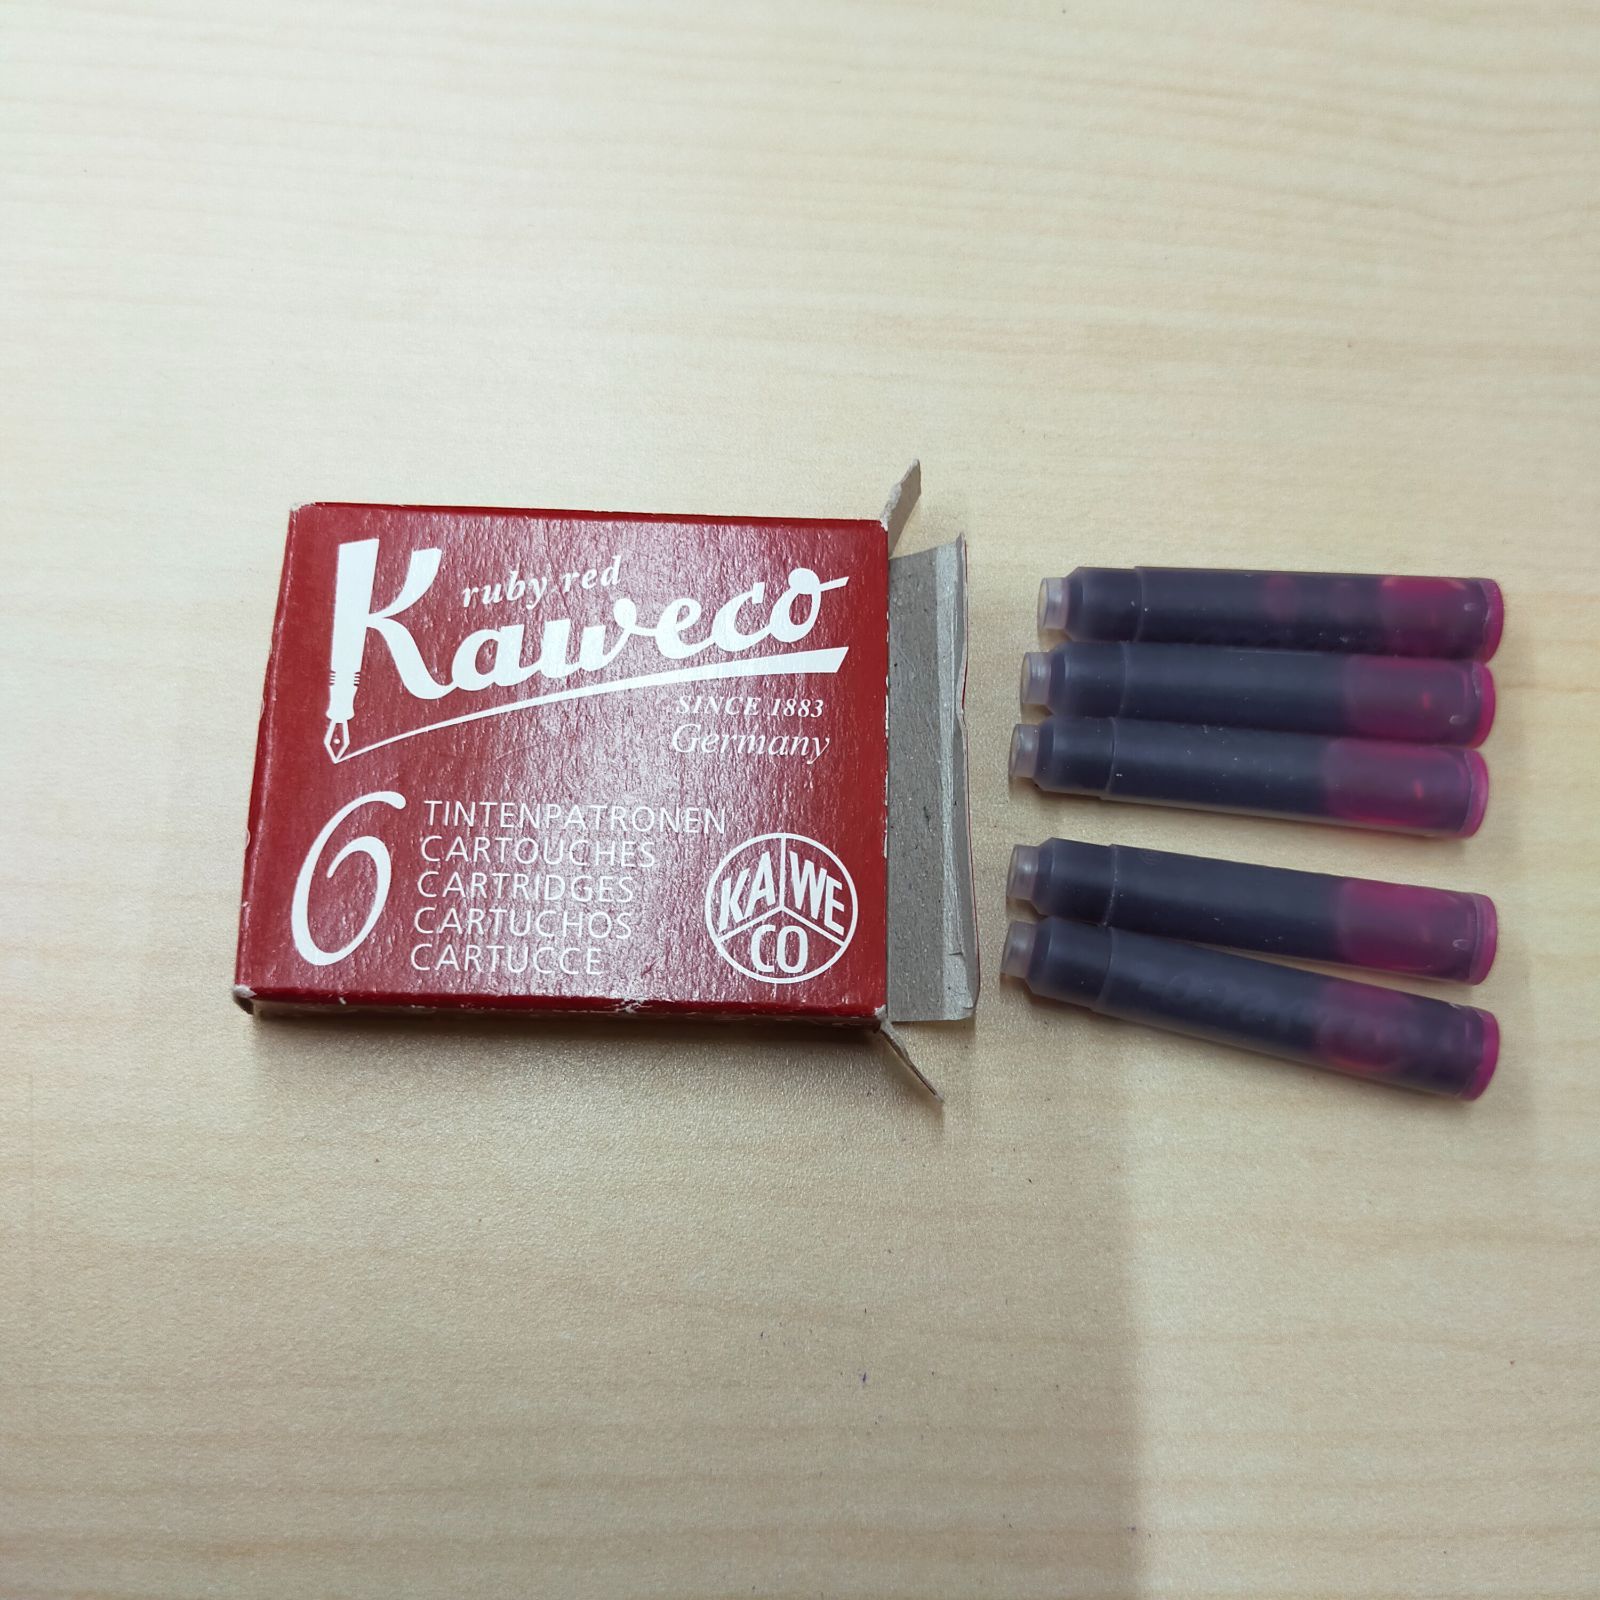 ruby red
Kaweco
SINCE 1883
Germany
6
TINTENPATRONEN
CARTOUCHES
CARTRIDGES
CARTUCHOS
CARTUCCE
KA WE
CO